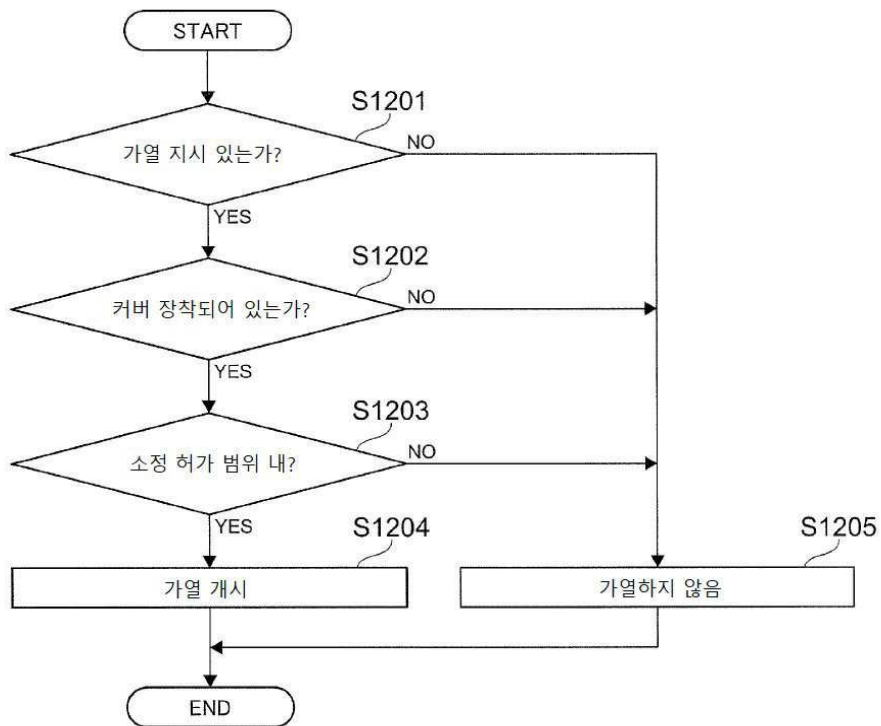 START
S1201
가열 지시 있는가?
NO
YES
S1202
커버 장착되어 있는가?
NO
YES
S1203
소정 허가 범위 내?
NO
YES
S1204
S1205
가열 개시
가열하지 않음
END